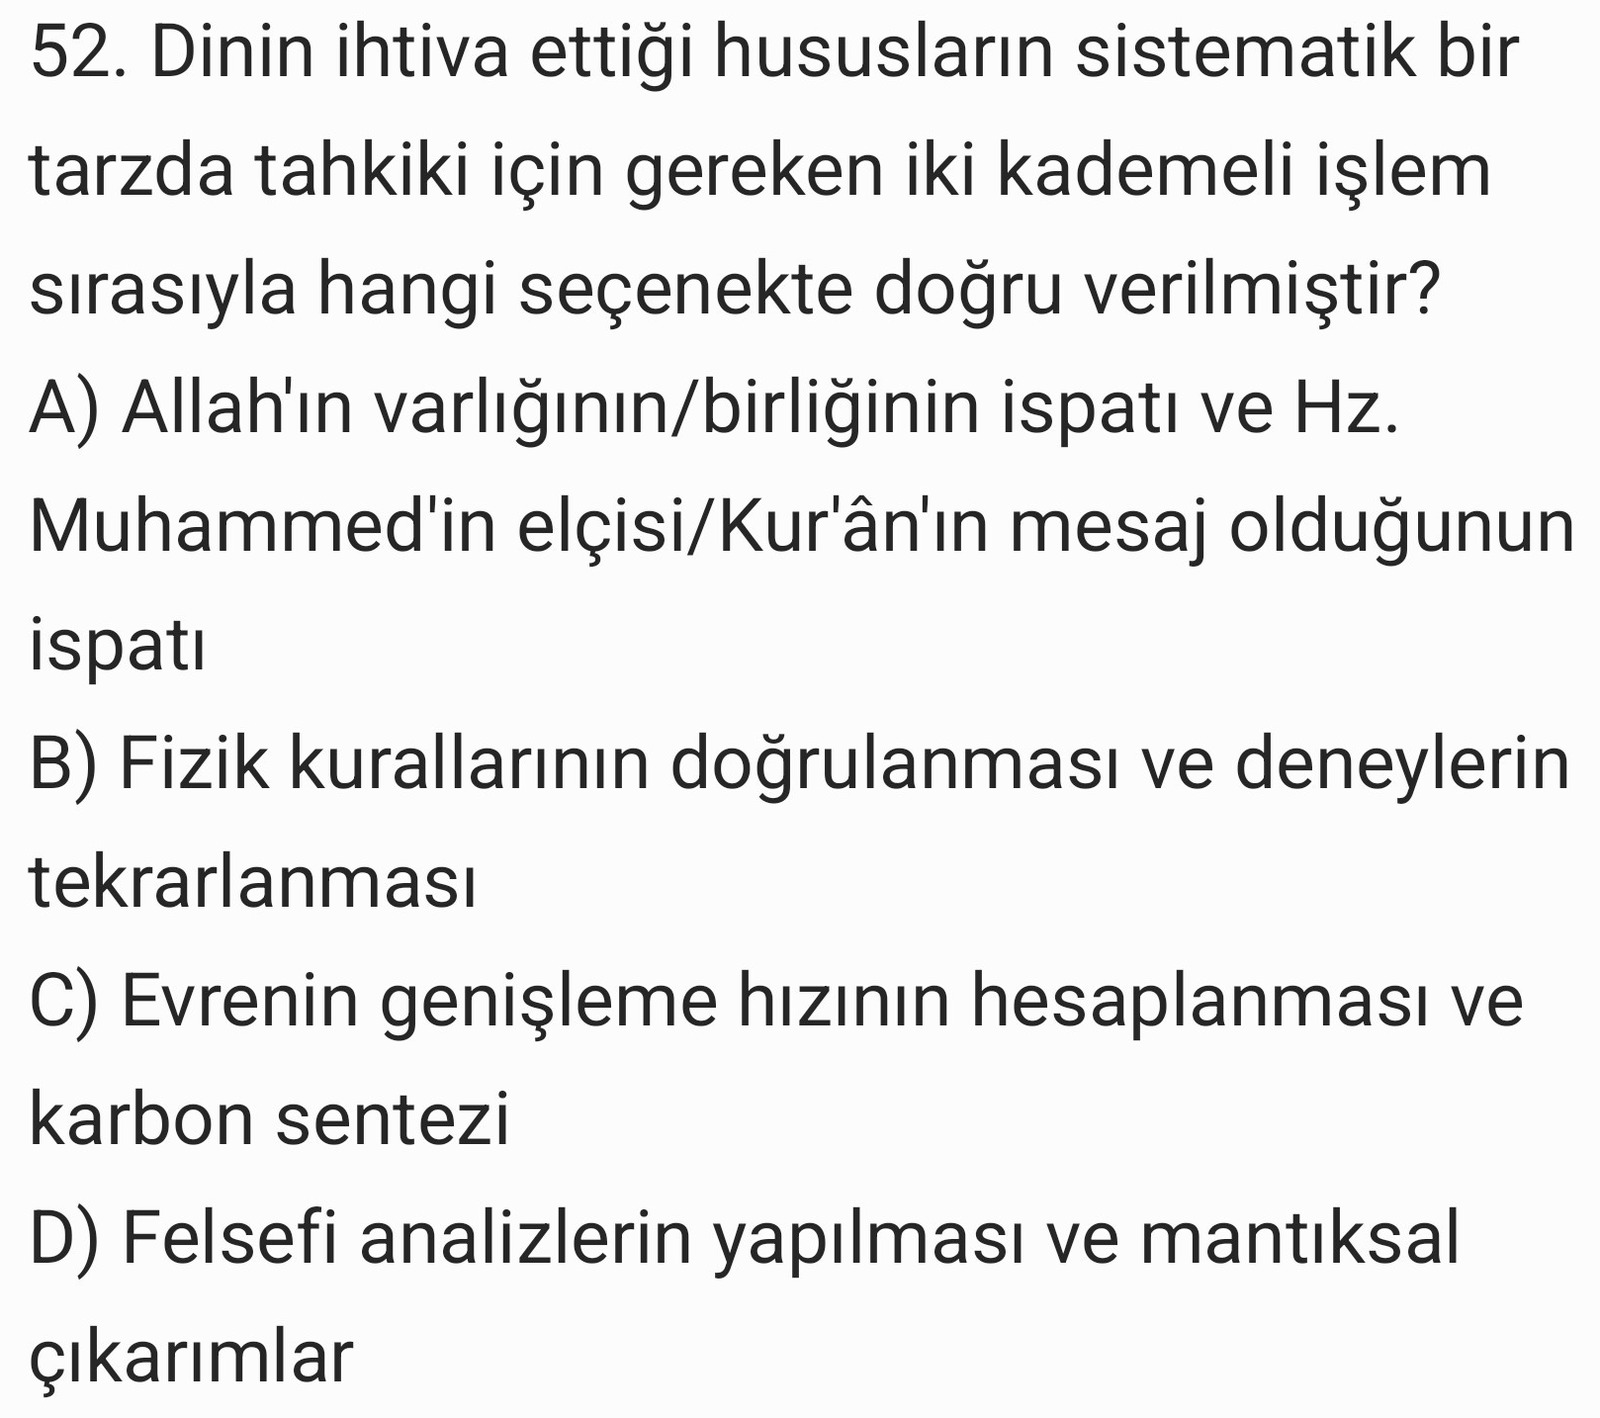 52. Dinin ihtiva ettiği hususların sistematik bir
tarzda tahkiki için gereken iki kademeli işlem
sırasıyla hangi seçenekte doğru verilmiştir?
A) Allah'ın varlığının/birliğinin ispatı ve Hz.
Muhammed'in elçisi/Kur'ân'ın mesaj olduğunun
ispatı
B) Fizik kurallarının doğrulanması ve deneylerin
tekrarlanması
C) Evrenin genişleme hızının hesaplanması ve
karbon sentezi
D) Felsefi analizlerin yapılması ve mantıksal
çıkarımlar